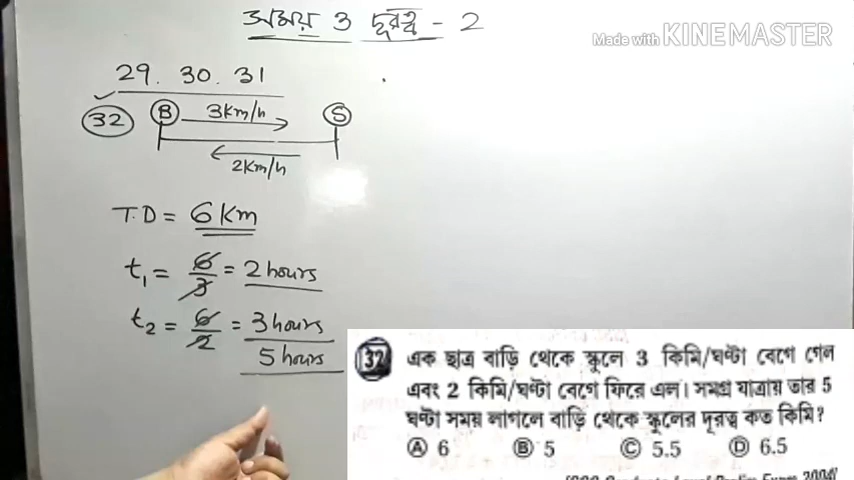 সময় ও দূরত্ব - 2
Made with KINEMASTER
29. 30. 31
32 B 3km/h S
2km/h
T.D = 6km
t₁ = 6/3 = 2 hours
t₂ = 6/2 = 3 hours
5 hours
32 এক ছাত্র বাড়ি থেকে স্কুলে 3 কিমি/ঘণ্টা বেগে গেল
এবং 2 কিমি/ঘণ্টা বেগে ফিরে এল। সমগ্র যাত্রায় তার 5
ঘণ্টা সময় লাগলে বাড়ি থেকে স্কুলের দূরত্ব কত কিমি?
A 6 B 5 C 5.5 D 6.5